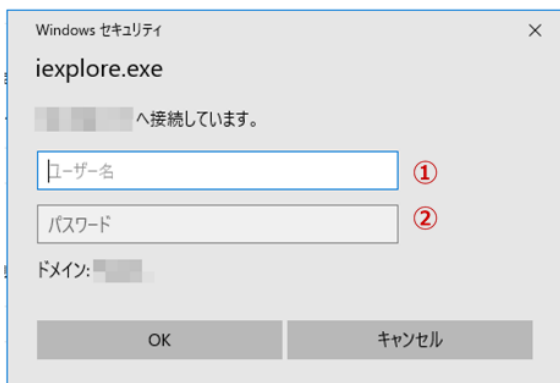 Windows セキュリティ
iexplore.exe
へ接続しています。
ユーザー名 ①
パスワード ②
ドメイン:
OK キャンセル